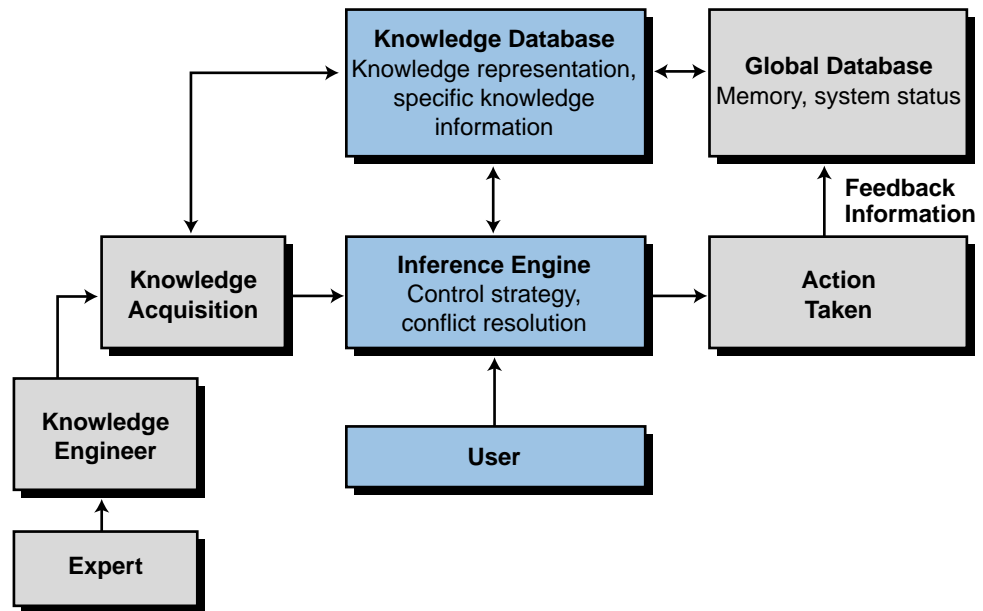 Knowledge Database
Knowledge representation,
specific knowledge
information
Global Database
Memory, system status
Feedback
Information
Knowledge
Acquisition
Inference Engine
Control strategy,
conflict resolution
Action
Taken
Knowledge
Engineer
User
Expert